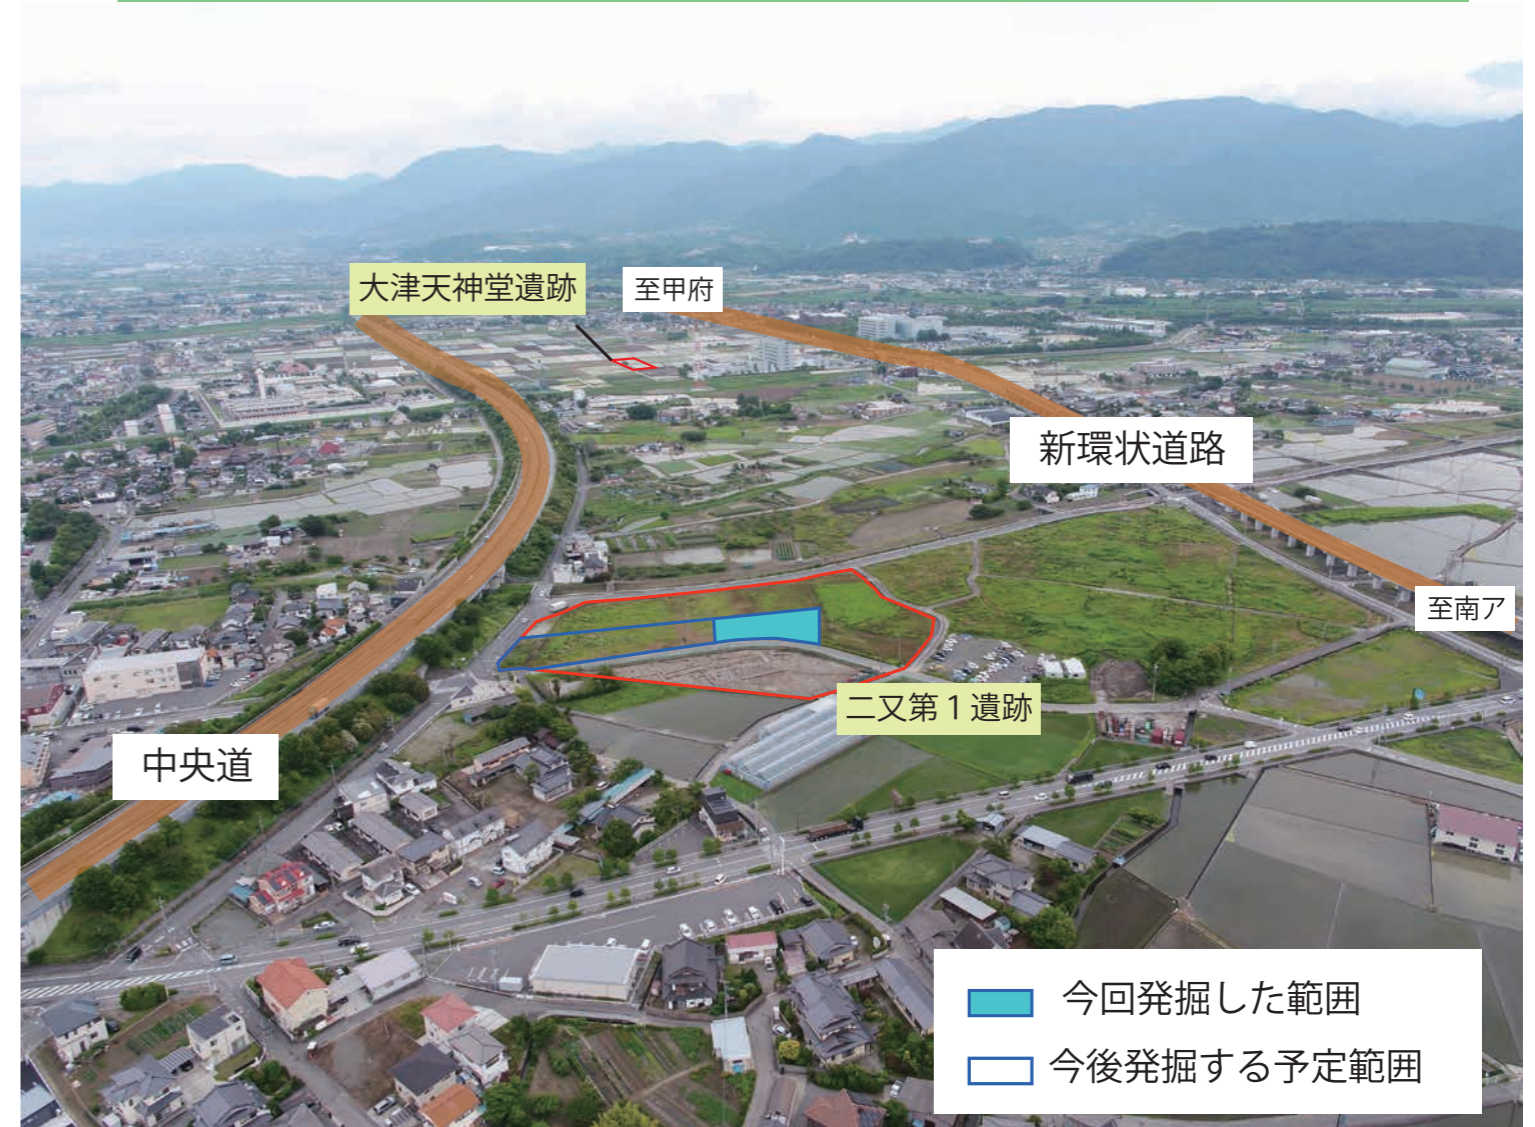 大津天神堂遺跡
至甲府
新環状道路
至南ア
二又第1遺跡
中央道
今回発掘した範囲
今後発掘する予定範囲